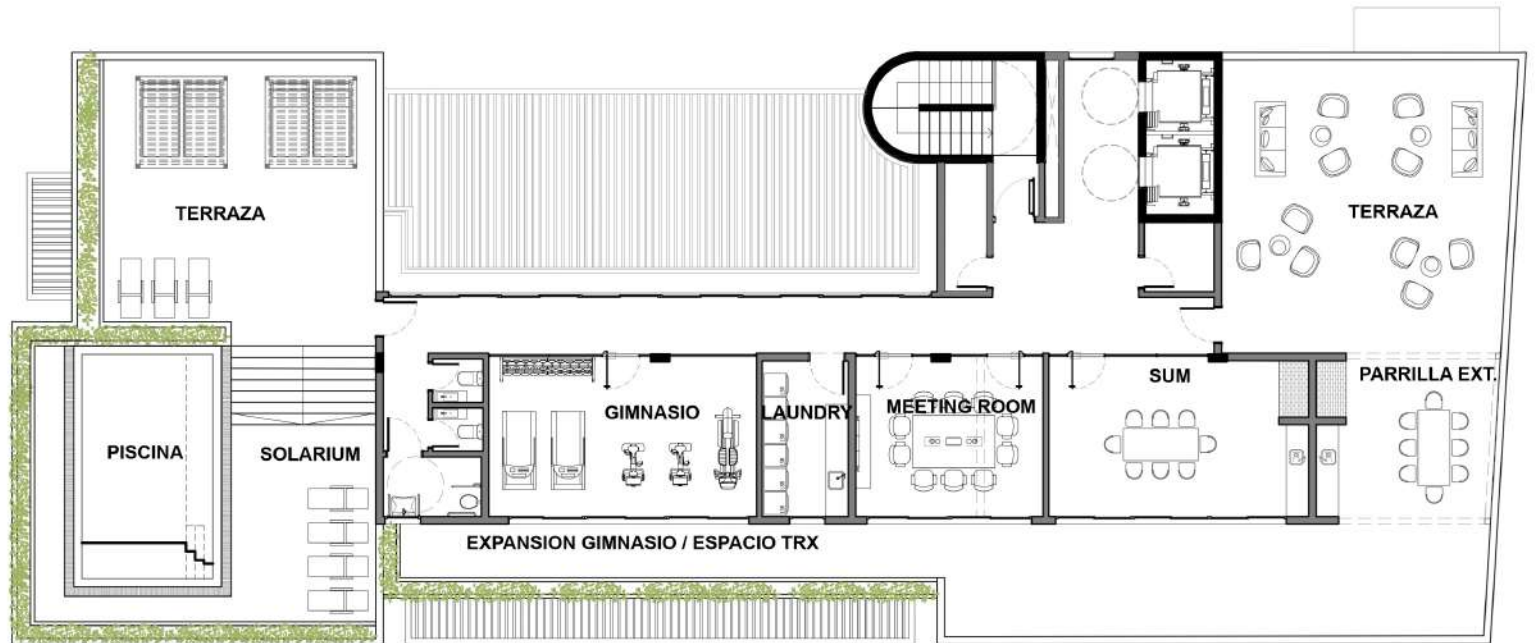 TERRAZA
TERRAZA
SUM
PARRILLA EXT.
GIMNASIO
LAUNDRY
MEETING ROOM
PISCINA
SOLARIUM
EXPANSION GIMNASIO / ESPACIO TRX